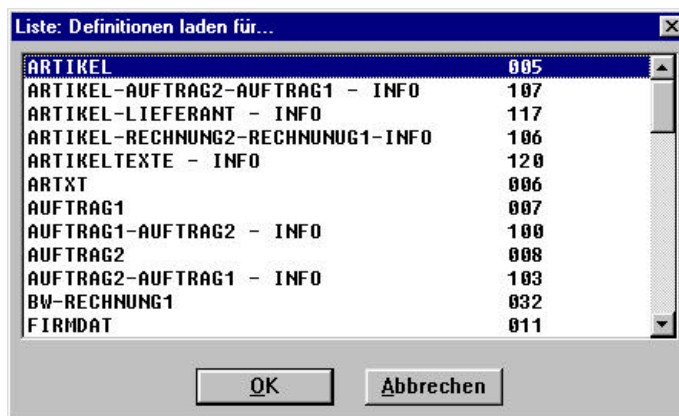 Liste: Definitionen laden für...
ARTIKEL 005
ARTIKEL-AUFTRAG2-AUFTRAG1 - INFO 107
ARTIKEL-LIEFERANT - INFO 117
ARTIKEL-RECHNUNG2-RECHNUNUG1-INFO 106
ARTIKELTEXTE - INFO 120
ARTXT 006
AUFTRAG1 007
AUFTRAG1-AUFTRAG2 - INFO 100
AUFTRAG2 008
AUFTRAG2-AUFTRAG1 - INFO 103
BW-RECHNUNG1 032
FIRMDAT 011
OK Abbrechen